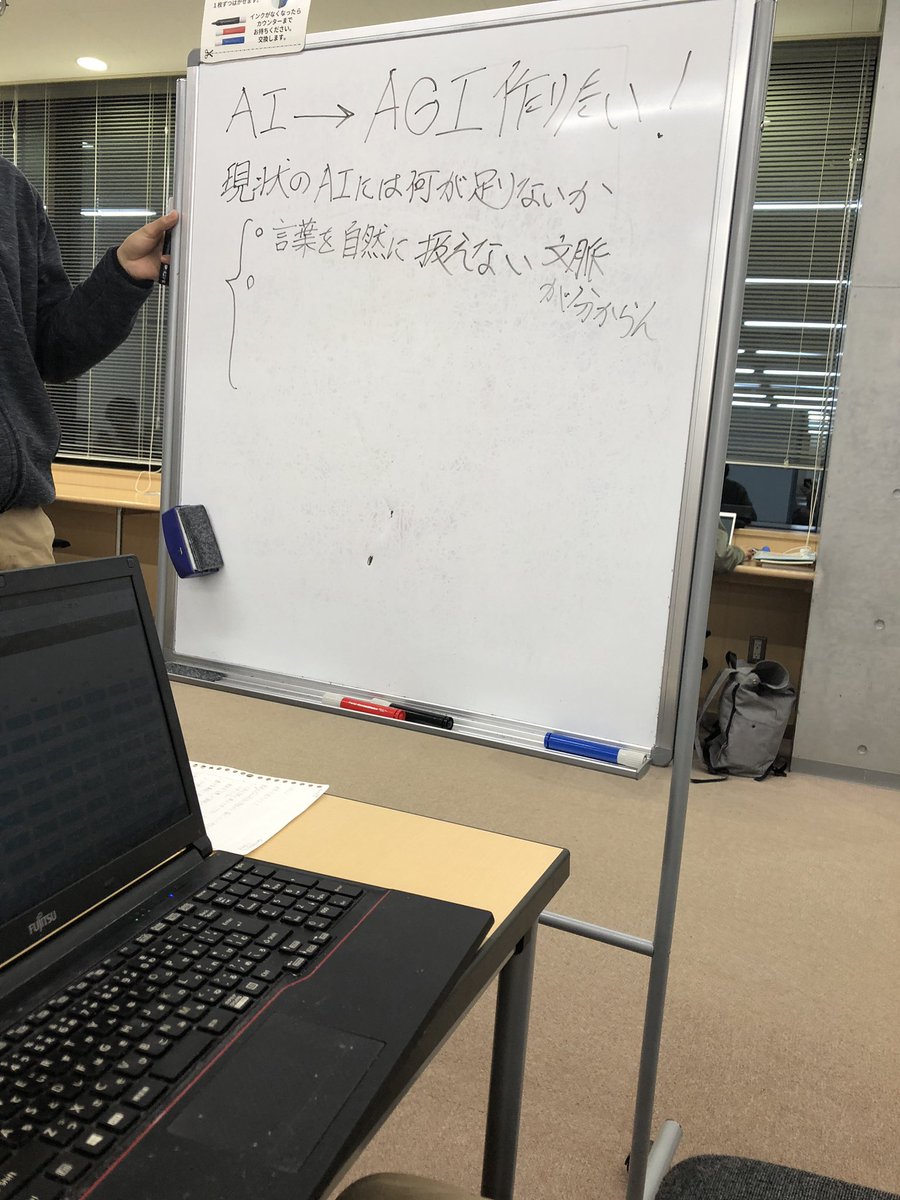 1枚ずつはがせます。
インクがなくなったら
カウンターまで
お持ちください。
交換します。
AI→AGI作りたい!
現状のAIには何が足りないか
言葉を自然に扱えない 文脈
が分からん
FUJITSU